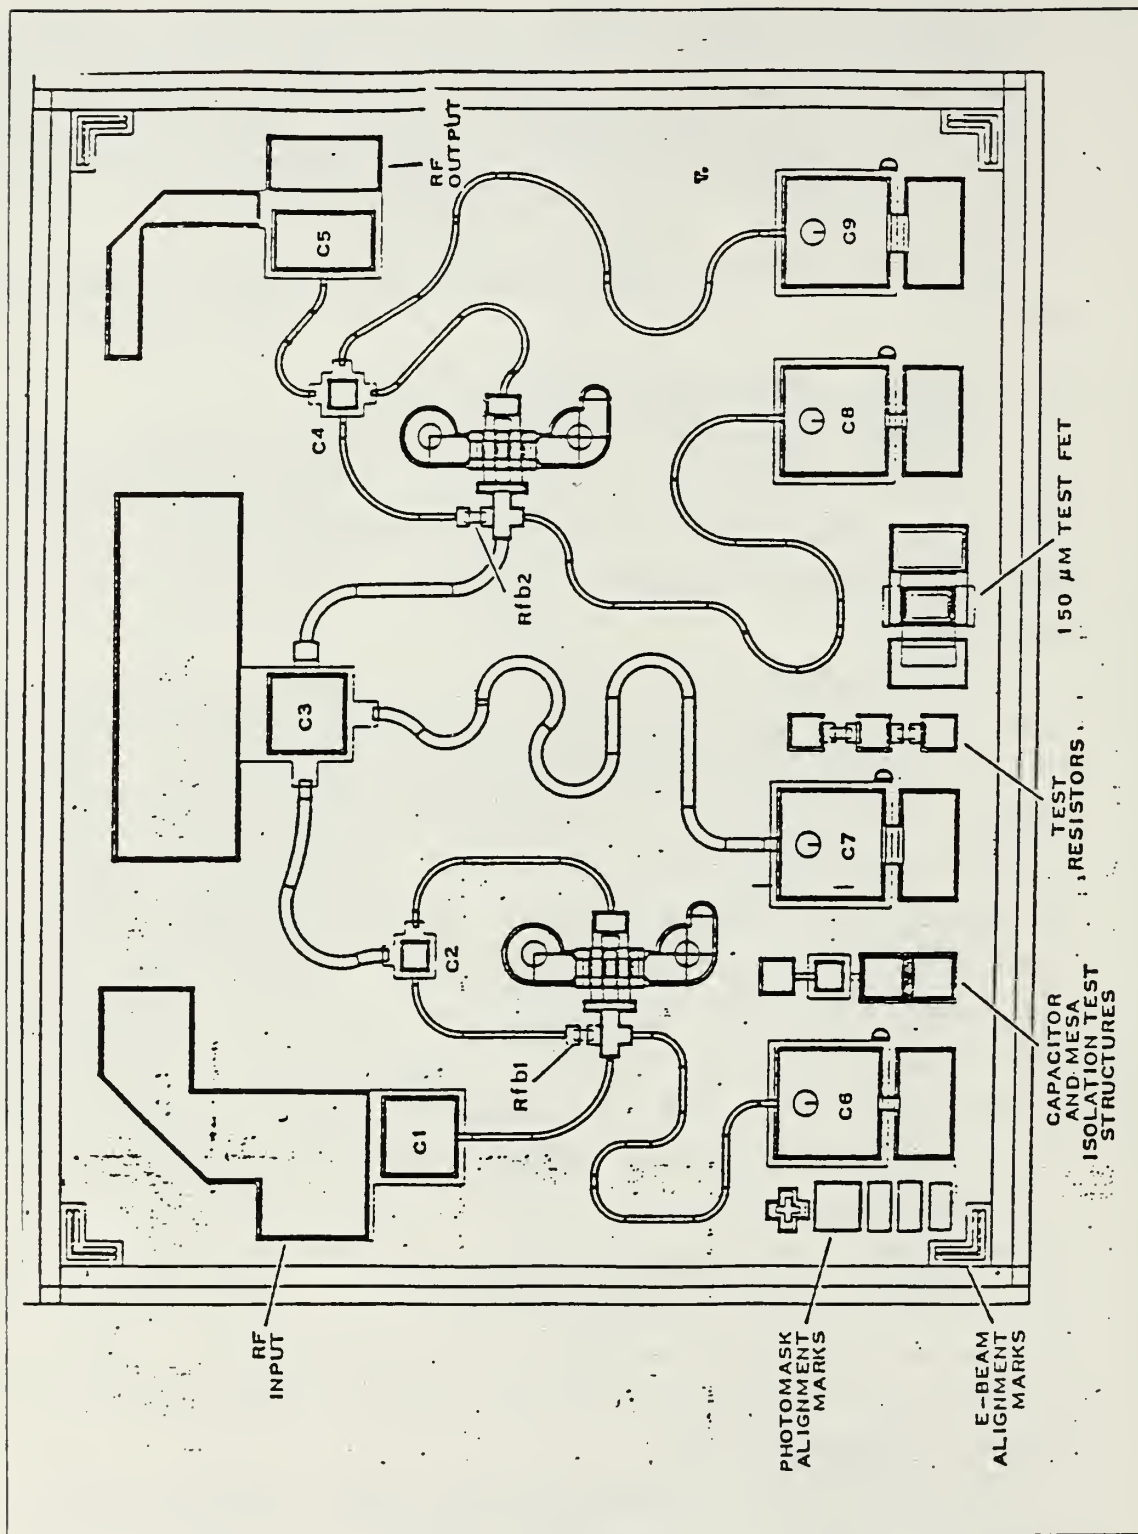 RF
INPUT
RF
OUTPUT
C1
C2
C3
C4
C5
Rfb1
Rfb2
C6
C7
C8
C9
PHOTOMASK
ALIGNMENT
MARKS
E-BEAM
ALIGNMENT
MARKS
CAPACITOR
AND MESA
ISOLATION TEST
STRUCTURES
TEST
RESISTORS
150 µM TEST FET